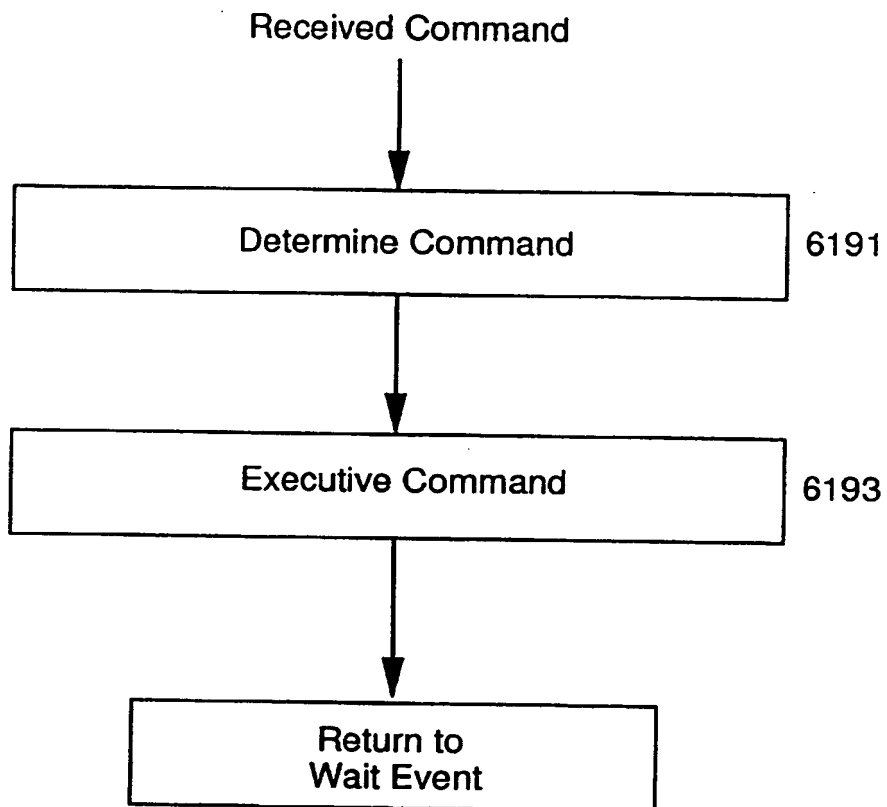 Received Command
Determine Command
6191
Executive Command
6193
Return to
Wait Event